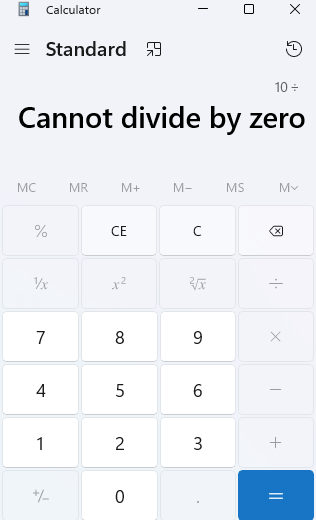 Calculator
Standard
10 ÷
Cannot divide by zero
MC MR M+ M− MS M
% CE C
¹/x x² ²√x ÷
7 8 9 ×
4 5 6 −
1 2 3 +
+/− 0 . =